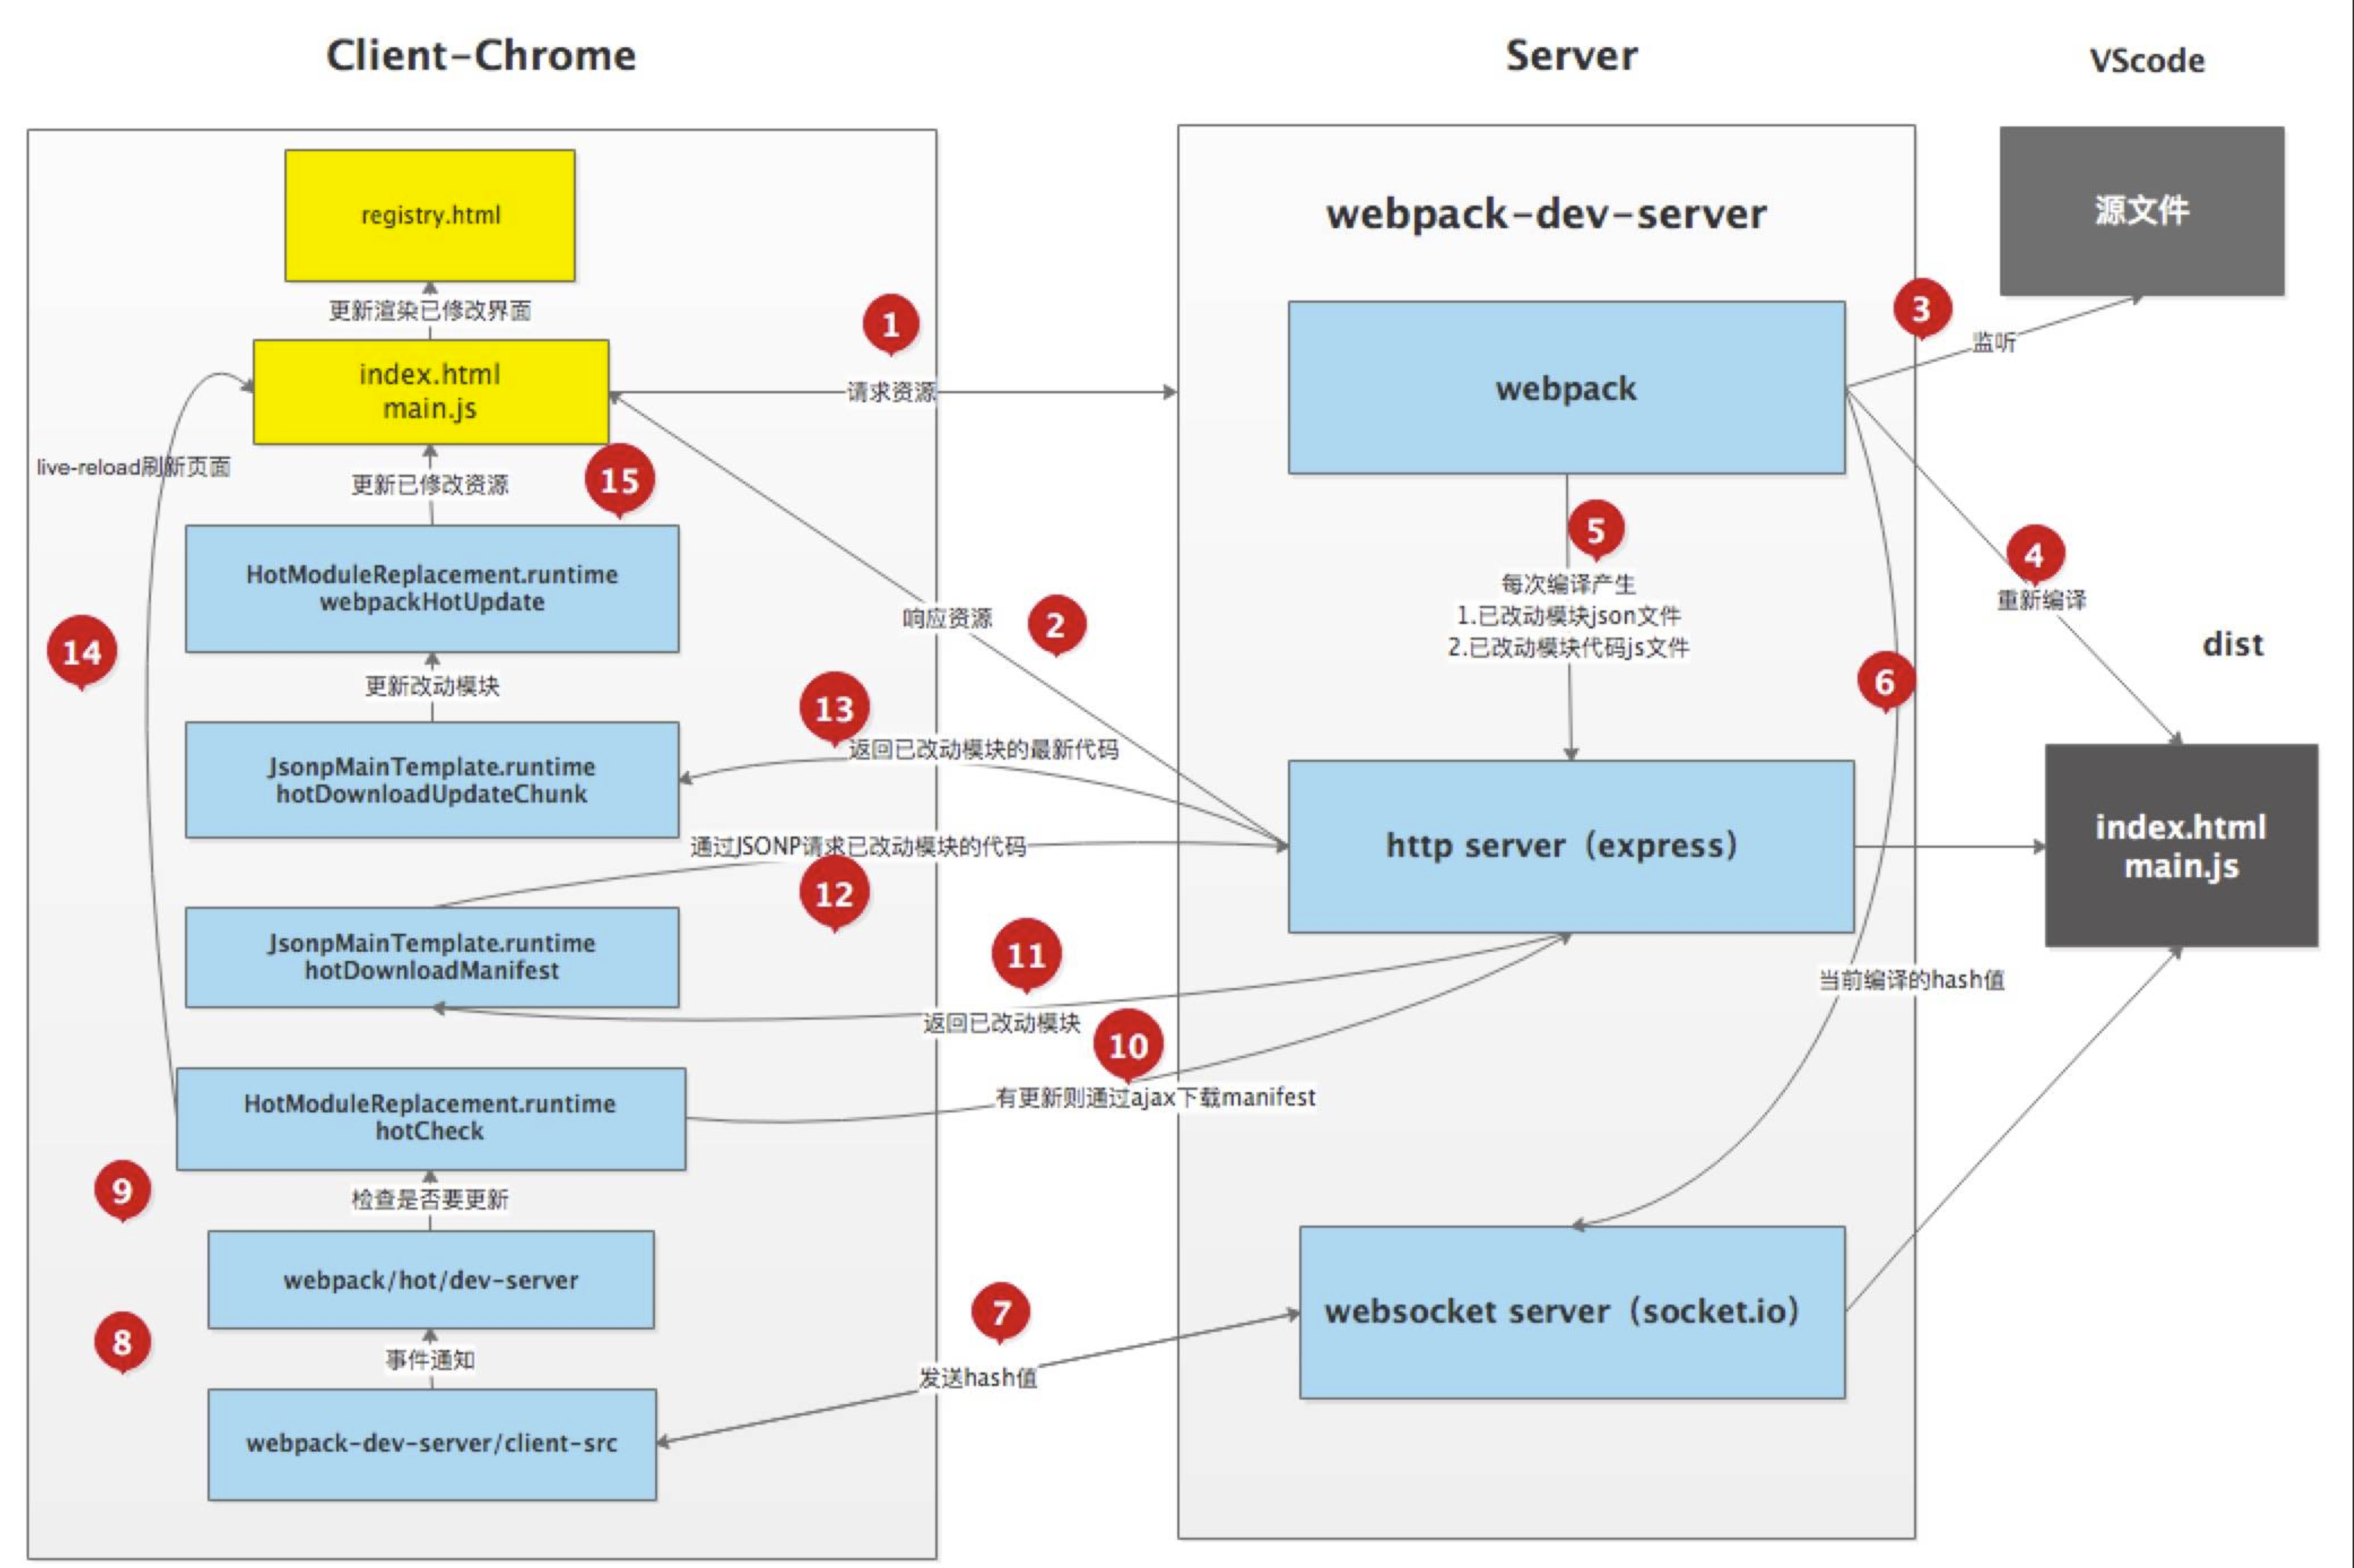 Client-Chrome
Server
VScode
registry.html
更新渲染已修改界面
index.html
main.js
live-reload刷新页面
更新已修改资源
15
HotModuleReplacement.runtime
webpackHotUpdate
14
更新改动模块
JsonpMainTemplate.runtime
hotDownloadUpdateChunk
JsonpMainTemplate.runtime
hotDownloadManifest
HotModuleReplacement.runtime
hotCheck
9
检查是否要更新
webpack/hot/dev-server
8
事件通知
webpack-dev-server/client-src
1
请求资源
响应资源
2
13
返回已改动模块的最新代码
通过JSONP请求已改动模块的代码
12
11
返回已改动模块
10
有更新则通过ajax下载manifest
7
发送hash值
webpack-dev-server
webpack
5
每次编译产生
1.已改动模块json文件
2.已改动模块代码js文件
http server（express）
6
当前编译的hash值
websocket server（socket.io）
源文件
3
监听
4
重新编译
dist
index.html
main.js